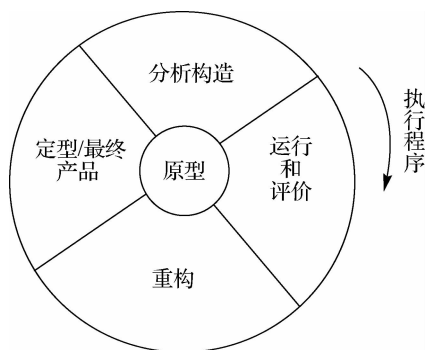 分析构造
定型/最终
产品
原型
运行
和
评价
重构
执行程序